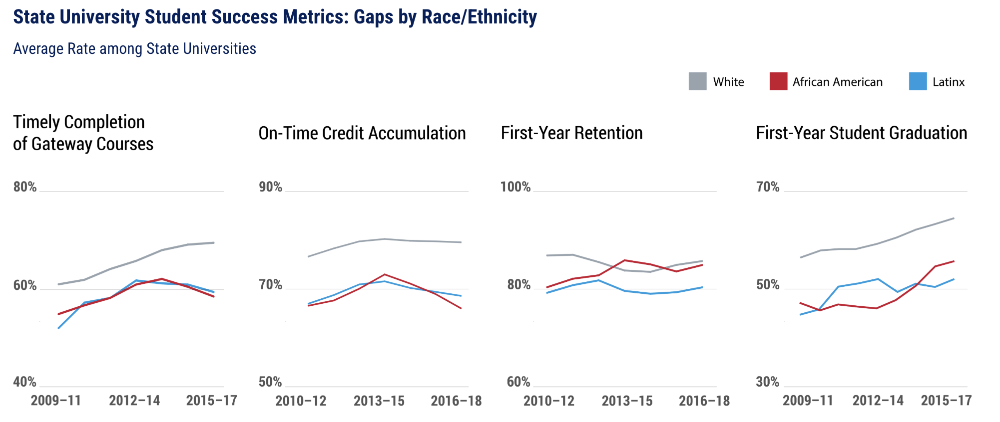 State University Student Success Metrics: Gaps by Race/Ethnicity
Average Rate among State Universities
White
African American
Latinx
Timely Completion
of Gateway Courses
80%
60%
40%
2009–11
2012–14
2015–17
On-Time Credit Accumulation
90%
70%
50%
2010–12
2013–15
2016–18
First-Year Retention
100%
80%
60%
2010–12
2013–15
2016–18
First-Year Student Graduation
70%
50%
30%
2009–11
2012–14
2015–17